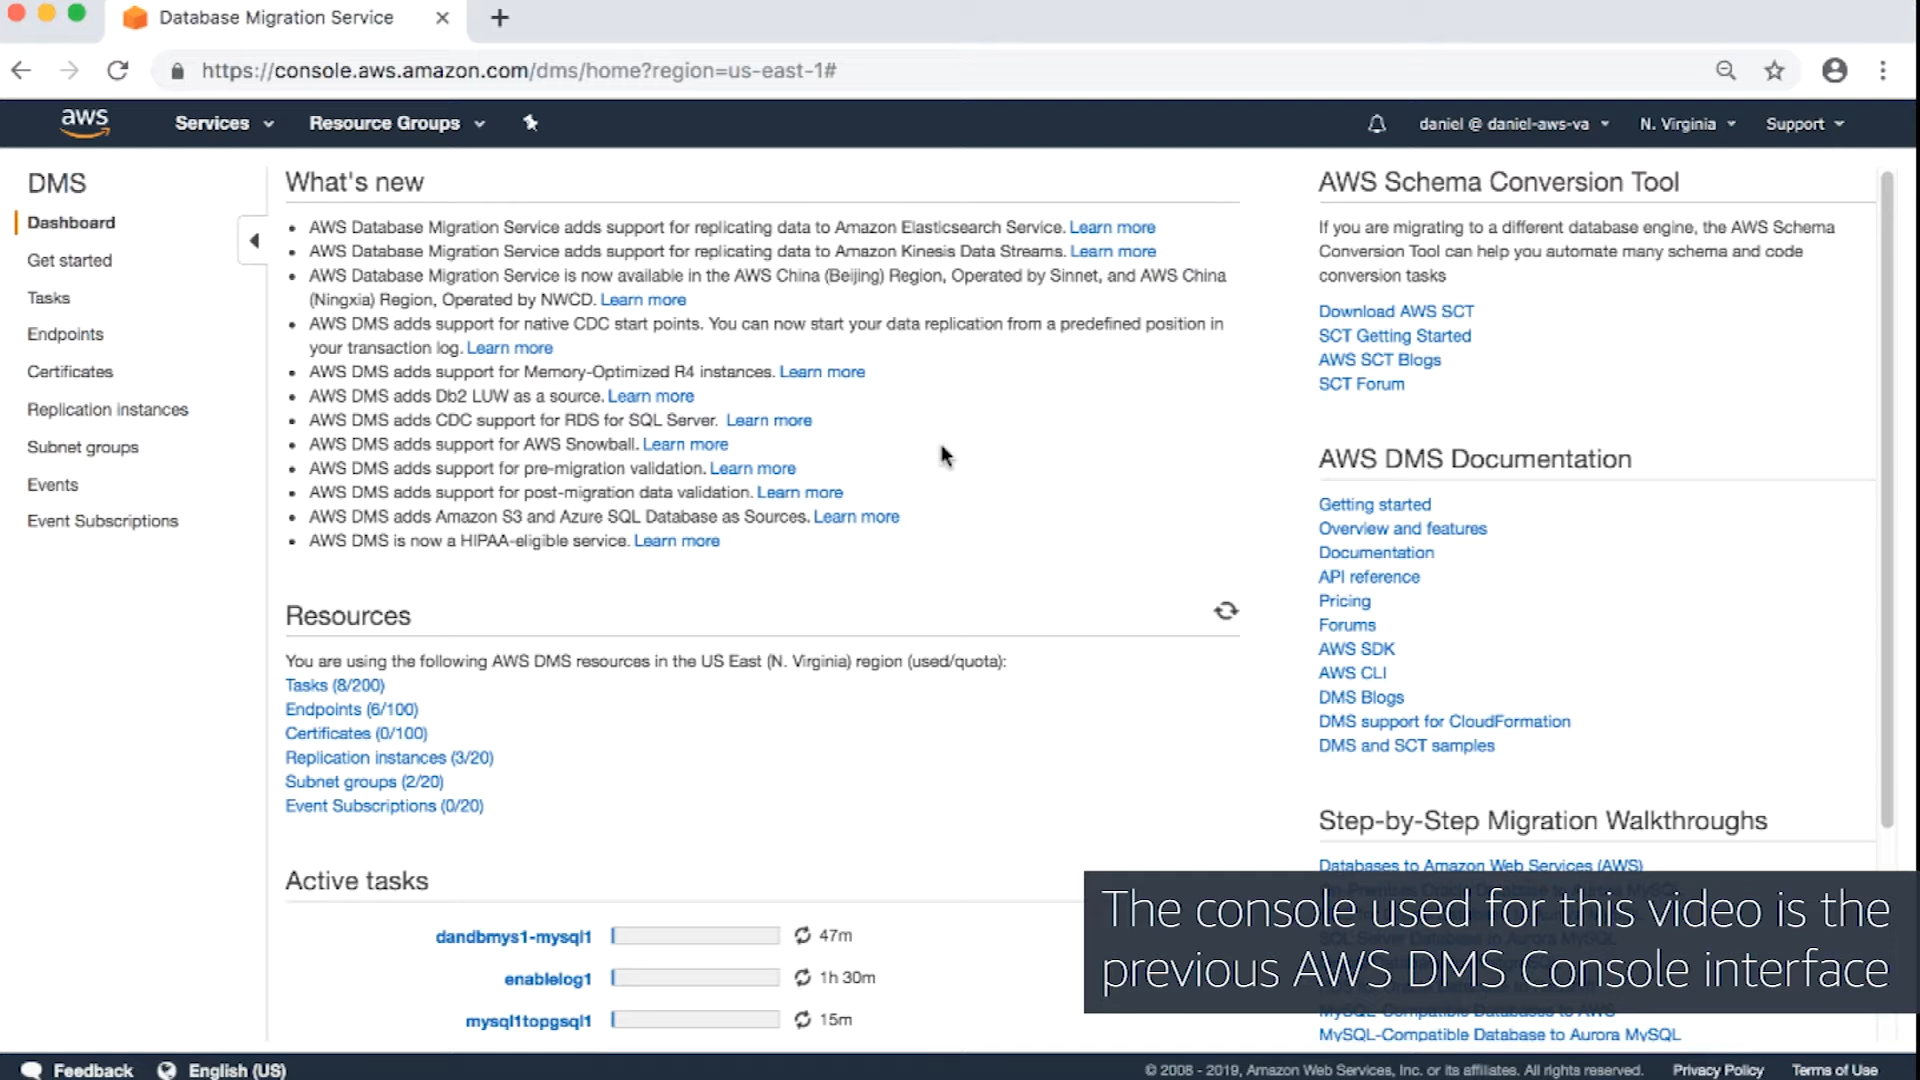 Database Migration Service
https://console.aws.amazon.com/dms/home?region=us-east-1#
aws
Services
Resource Groups
daniel @ daniel-aws-va
N. Virginia
Support
DMS
Dashboard
Get started
Tasks
Endpoints
Certificates
Replication instances
Subnet groups
Events
Event Subscriptions
What's new
AWS Database Migration Service adds support for replicating data to Amazon Elasticsearch Service. Learn more
AWS Database Migration Service adds support for replicating data to Amazon Kinesis Data Streams. Learn more
AWS Database Migration Service is now available in the AWS China (Beijing) Region, Operated by Sinnet, and AWS China
(Ningxia) Region, Operated by NWCD. Learn more
AWS DMS adds support for native CDC start points. You can now start your data replication from a predefined position in
your transaction log. Learn more
AWS DMS adds support for Memory-Optimized R4 instances. Learn more
AWS DMS adds Db2 LUW as a source. Learn more
AWS DMS adds CDC support for RDS for SQL Server. Learn more
AWS DMS adds support for AWS Snowball. Learn more
AWS DMS adds support for pre-migration validation. Learn more
AWS DMS adds support for post-migration data validation. Learn more
AWS DMS adds Amazon S3 and Azure SQL Database as Sources. Learn more
AWS DMS is now a HIPAA-eligible service. Learn more
Resources
You are using the following AWS DMS resources in the US East (N. Virginia) region (used/quota):
Tasks (8/200)
Endpoints (6/100)
Certificates (0/100)
Replication instances (3/20)
Subnet groups (2/20)
Event Subscriptions (0/20)
Active tasks
dandbmys1-mysql1 47m
enablelog1 1h 30m
mysql1topgsql1 15m
AWS Schema Conversion Tool
If you are migrating to a different database engine, the AWS Schema
Conversion Tool can help you automate many schema and code
conversion tasks
Download AWS SCT
SCT Getting Started
AWS SCT Blogs
SCT Forum
AWS DMS Documentation
Getting started
Overview and features
Documentation
API reference
Pricing
Forums
AWS SDK
AWS CLI
DMS Blogs
DMS support for CloudFormation
DMS and SCT samples
Step-by-Step Migration Walkthroughs
Databases to Amazon Web Services (AWS)
The console used for this video is the
previous AWS DMS Console interface
MySQL-Compatible Databases to AWS
MySQL-Compatible Database to Aurora MySQL
Feedback
English (US)
© 2008 - 2019, Amazon Web Services, Inc. or its affiliates. All rights reserved.
Privacy Policy
Terms of Use